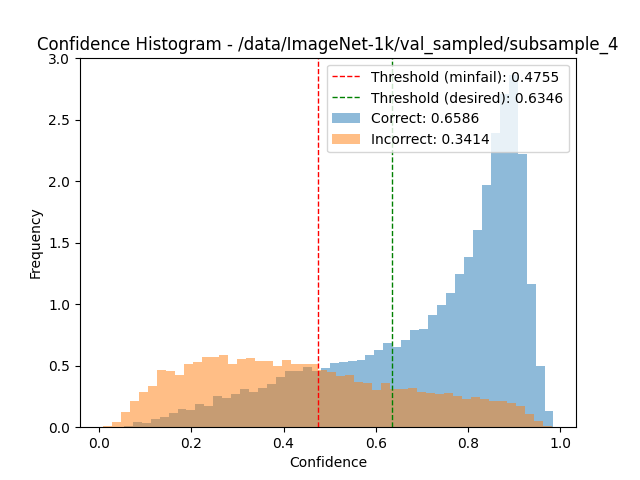 Confidence Histogram - /data/ImageNet-1k/val_sampled/subsample_4
Threshold (minfail): 0.4755
Threshold (desired): 0.6346
Correct: 0.6586
Incorrect: 0.3414
Frequency
3.0
2.5
2.0
1.5
1.0
0.5
0.0
0.0 0.2 0.4 0.6 0.8 1.0
Confidence